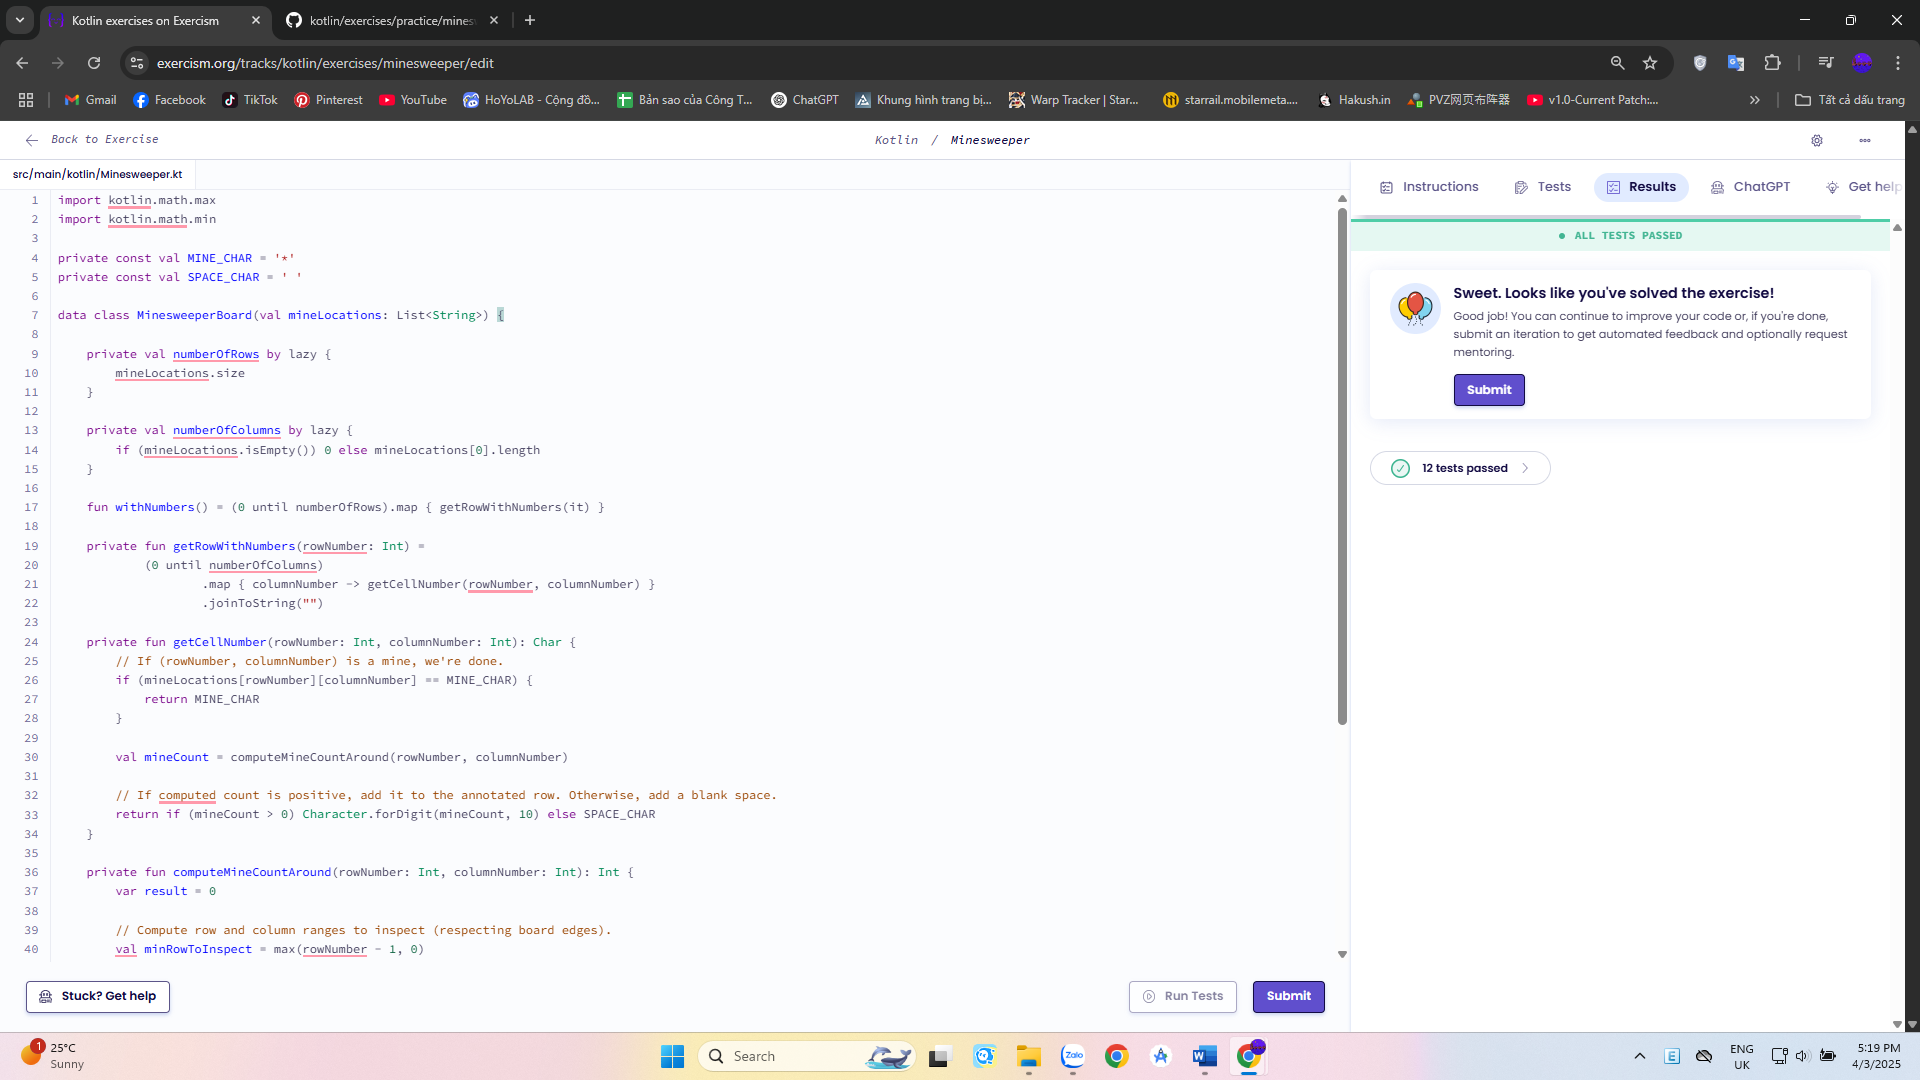 Kotlin exercises on Exercism
kotlin/exercises/practice/mines
exercism.org/tracks/kotlin/exercises/minesweeper/edit
Gmail
Facebook
TikTok
Pinterest
YouTube
HoYoLAB - Cộng đồ...
Bản sao của Công T...
ChatGPT
Khung hình trang bị...
Warp Tracker | Star...
starrail.mobilemeta....
Hakush.in
PVZ网页布阵器
v1.0-Current Patch:...
Tất cả dấu trang
Back to Exercise
Kotlin / Minesweeper
src/main/kotlin/Minesweeper.kt
Instructions
Tests
Results
ChatGPT
Get help
1 import kotlin.math.max
2 import kotlin.math.min
3
4 private const val MINE_CHAR = '*'
5 private const val SPACE_CHAR = ' '
6
7 data class MinesweeperBoard(val mineLocations: List<String>) {
8
9 private val numberOfRows by lazy {
10 mineLocations.size
11 }
12
13 private val numberOfColumns by lazy {
14 if (mineLocations.isEmpty()) 0 else mineLocations[0].length
15 }
16
17 fun withNumbers() = (0 until numberOfRows).map { getRowWithNumbers(it) }
18
19 private fun getRowWithNumbers(rowNumber: Int) =
20 (0 until numberOfColumns)
21 .map { columnNumber -> getCellNumber(rowNumber, columnNumber) }
22 .joinToString("")
23
24 private fun getCellNumber(rowNumber: Int, columnNumber: Int): Char {
25 // If (rowNumber, columnNumber) is a mine, we're done.
26 if (mineLocations[rowNumber][columnNumber] == MINE_CHAR) {
27 return MINE_CHAR
28 }
29
30 val mineCount = computeMineCountAround(rowNumber, columnNumber)
31
32 // If computed count is positive, add it to the annotated row. Otherwise, add a blank space.
33 return if (mineCount > 0) Character.forDigit(mineCount, 10) else SPACE_CHAR
34 }
35
36 private fun computeMineCountAround(rowNumber: Int, columnNumber: Int): Int {
37 var result = 0
38
39 // Compute row and column ranges to inspect (respecting board edges).
40 val minRowToInspect = max(rowNumber - 1, 0)
ALL TESTS PASSED
Sweet. Looks like you've solved the exercise!
Good job! You can continue to improve your code or, if you're done,
submit an iteration to get automated feedback and optionally request
mentoring.
Submit
12 tests passed
Stuck? Get help
Run Tests
Submit
1
25°C
Sunny
Search
Zalo
W
E
ENG
UK
5:19 PM
4/3/2025